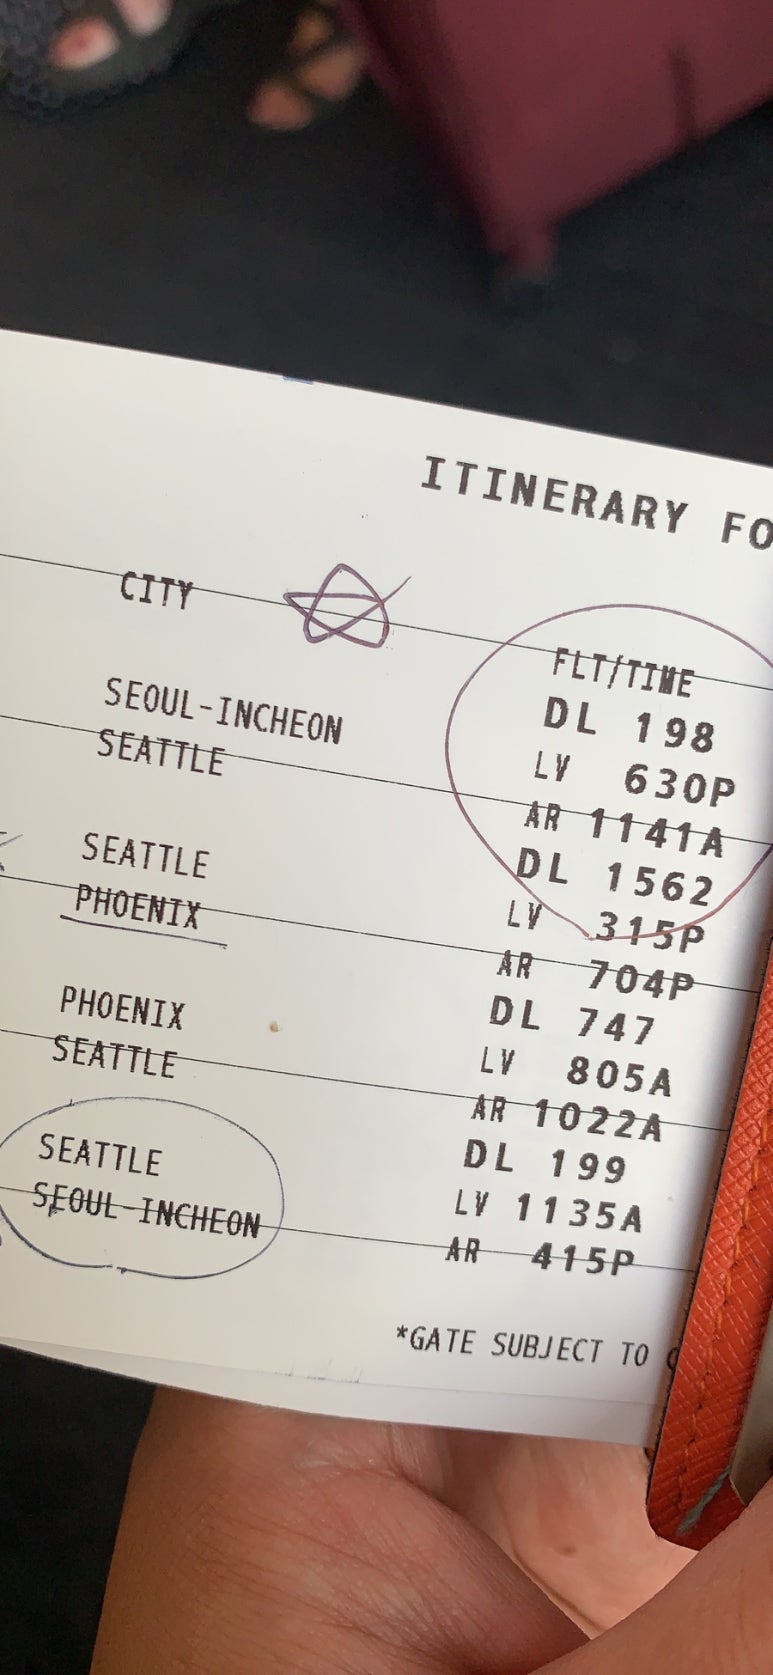 ITINERARY FO
CITY FLT/TIME
SEOUL-INCHEON DL 198
SEATTLE LV 630P
AR 1141A
SEATTLE DL 1562
PHOENIX LV 315P
AR 704P
PHOENIX DL 747
SEATTLE LV 805A
AR 1022A
SEATTLE DL 199
SEOUL-INCHEON LV 1135A
AR 415P
*GATE SUBJECT TO